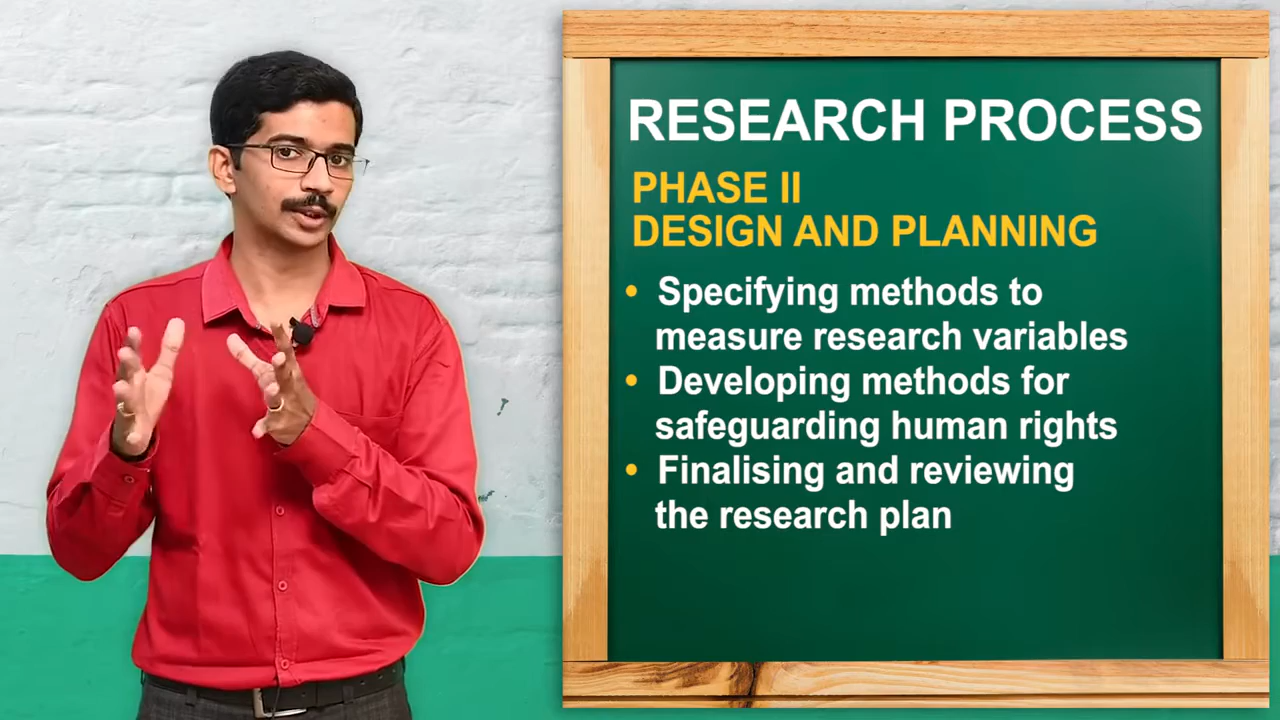 RESEARCH PROCESS
PHASE II
DESIGN AND PLANNING
• Specifying methods to
measure research variables
• Developing methods for
safeguarding human rights
• Finalising and reviewing
the research plan